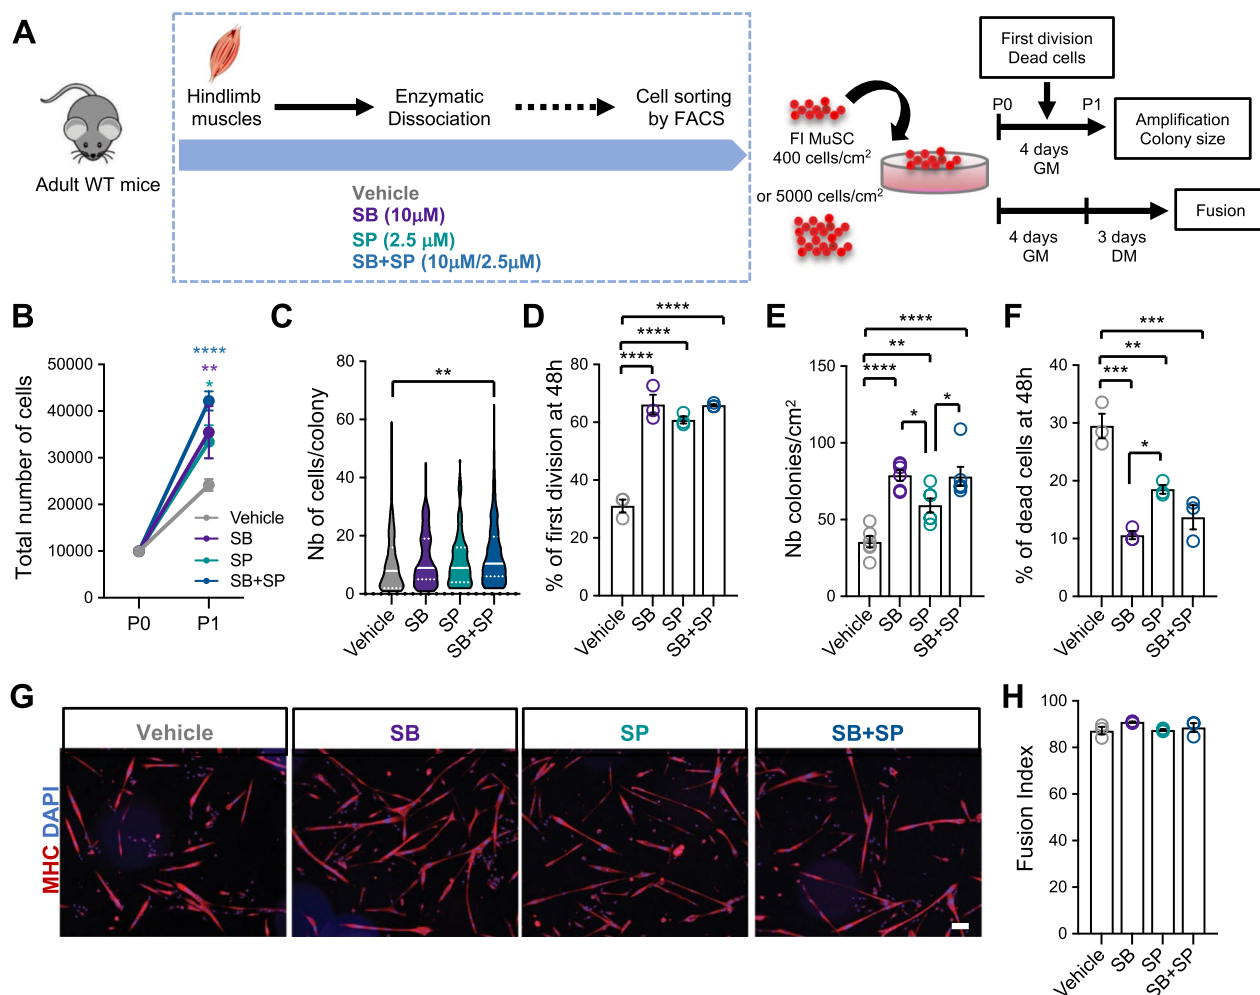 A
Adult WT mice
Hindlimb
muscles
Enzymatic
Dissociation
Cell sorting
by FACS
Vehicle
SB (10μM)
SP (2.5 μM)
SB+SP (10μM/2.5μM)
FI MuSC
400 cells/cm2
or 5000 cells/cm2
First division
Dead cells
P0
P1
4 days
GM
Amplification
Colony size
4 days
GM
3 days
DM
Fusion
B
Total number of cells
50000
40000
30000
20000
10000
0
P0
P1
****
**
*
Vehicle
SB
SP
SB+SP
C
Nb of cells/colony
80
60
40
20
0
**
Vehicle
SB
SP
SB+SP
D
% of first division at 48h
80
60
40
20
0
****
****
****
Vehicle
SB
SP
SB+SP
E
Nb colonies/cm2
150
100
50
0
****
**
****
*
*
Vehicle
SB
SP
SB+SP
F
% of dead cells at 48h
40
30
20
10
0
***
**
***
*
Vehicle
SB
SP
SB+SP
G
MHC DAPI
Vehicle
SB
SP
SB+SP
H
Fusion Index
100
80
60
40
20
0
Vehicle
SB
SP
SB+SP